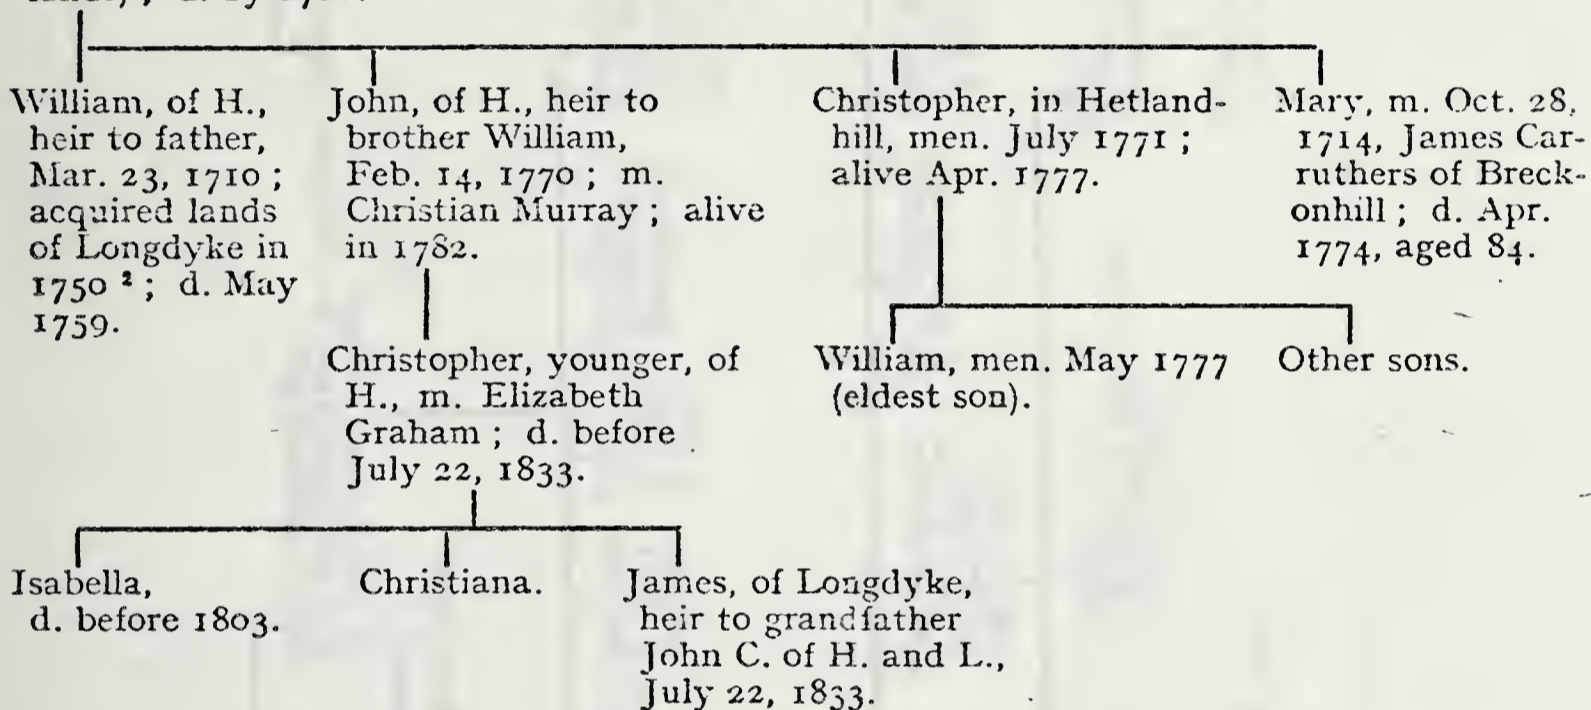 William, of H.,
heir to father,
Mar. 23, 1710 ;
acquired lands
of Longdyke in
1750 ² ; d. May
1759.
John, of H., heir to
brother William,
Feb. 14, 1770 ; m.
Christian Murray ; alive
in 1782.
Christopher, in Hetland-
hill, men. July 1771 ;
alive Apr. 1777.
Mary, m. Oct. 28,
1714, James Car-
ruthers of Breck-
onhill ; d. Apr.
1774, aged 84.
Christopher, younger, of
H., m. Elizabeth
Graham ; d. before
July 22, 1833.
William, men. May 1777
(eldest son).
Other sons.
Isabella,
d. before 1803.
Christiana.
James, of Longdyke,
heir to grandfather
John C. of H. and L.,
July 22, 1833.